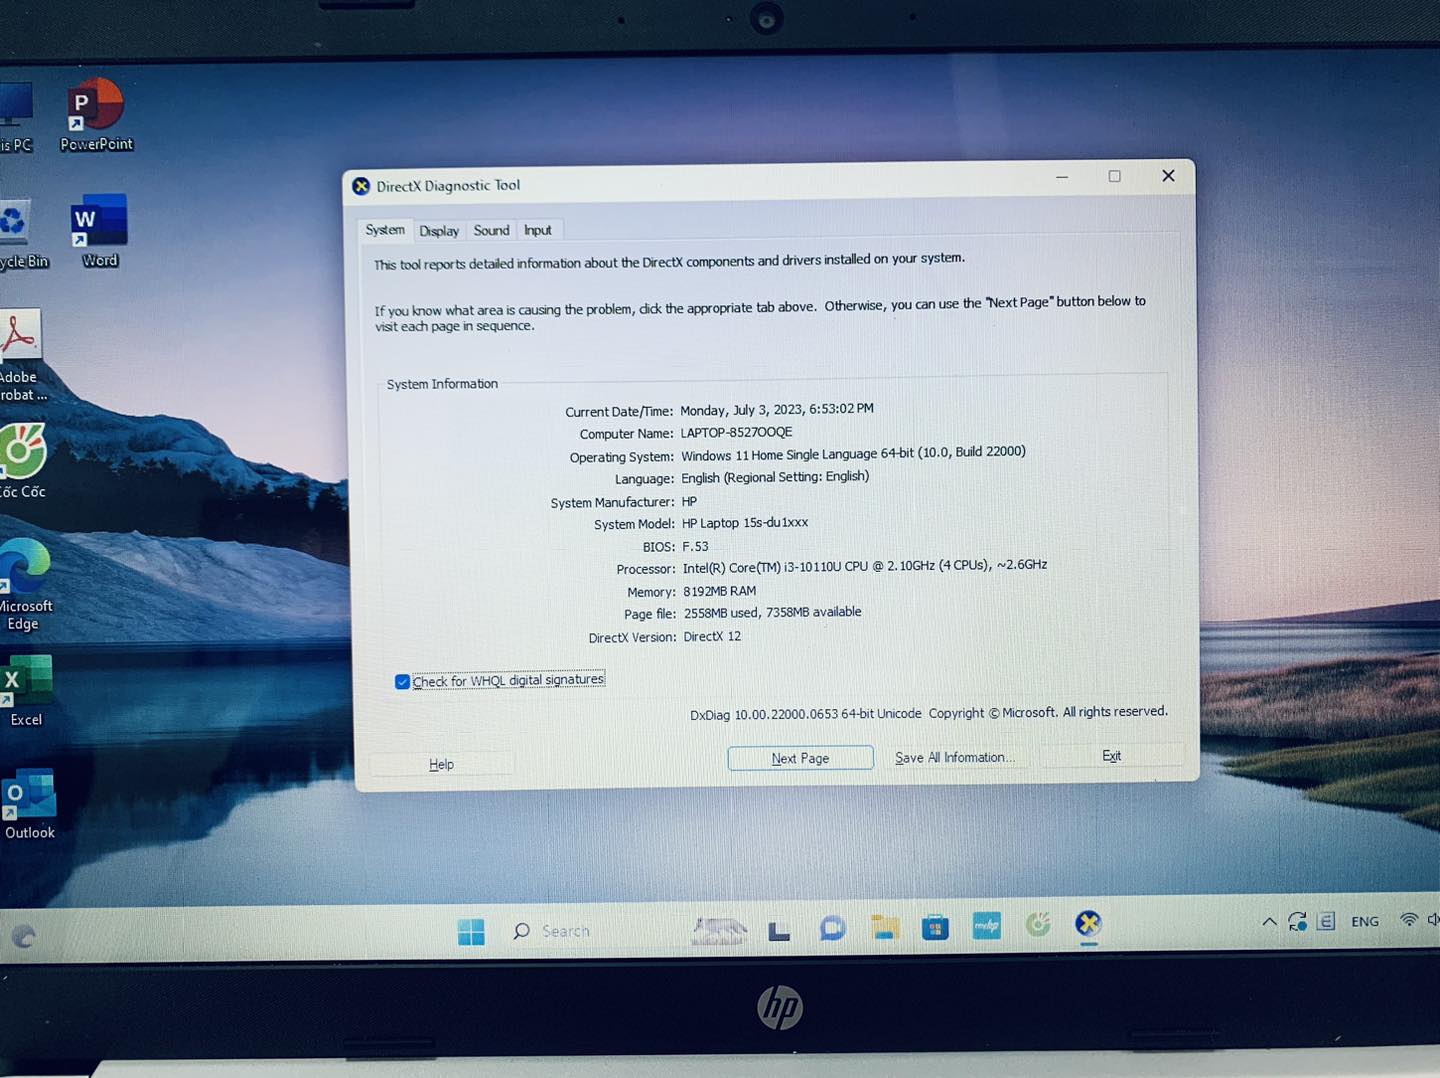 is PC
PowerPoint
ycle Bin
Word
Adobe
robat ...
Cốc Cốc
Microsoft
Edge
Excel
Outlook
DirectX Diagnostic Tool
System Display Sound Input
This tool reports detailed information about the DirectX components and drivers installed on your system.
If you know what area is causing the problem, click the appropriate tab above. Otherwise, you can use the "Next Page" button below to
visit each page in sequence.
System Information
Current Date/Time: Monday, July 3, 2023, 6:53:02 PM
Computer Name: LAPTOP-8527OOQE
Operating System: Windows 11 Home Single Language 64-bit (10.0, Build 22000)
Language: English (Regional Setting: English)
System Manufacturer: HP
System Model: HP Laptop 15s-du1xxx
BIOS: F.53
Processor: Intel(R) Core(TM) i3-10110U CPU @ 2.10GHz (4 CPUs), ~2.6GHz
Memory: 8192MB RAM
Page file: 2558MB used, 7358MB available
DirectX Version: DirectX 12
Check for WHQL digital signatures
DxDiag 10.00.22000.0653 64-bit Unicode Copyright © Microsoft. All rights reserved.
Help Next Page Save All Information... Exit
Search
myhp
ENG
hp